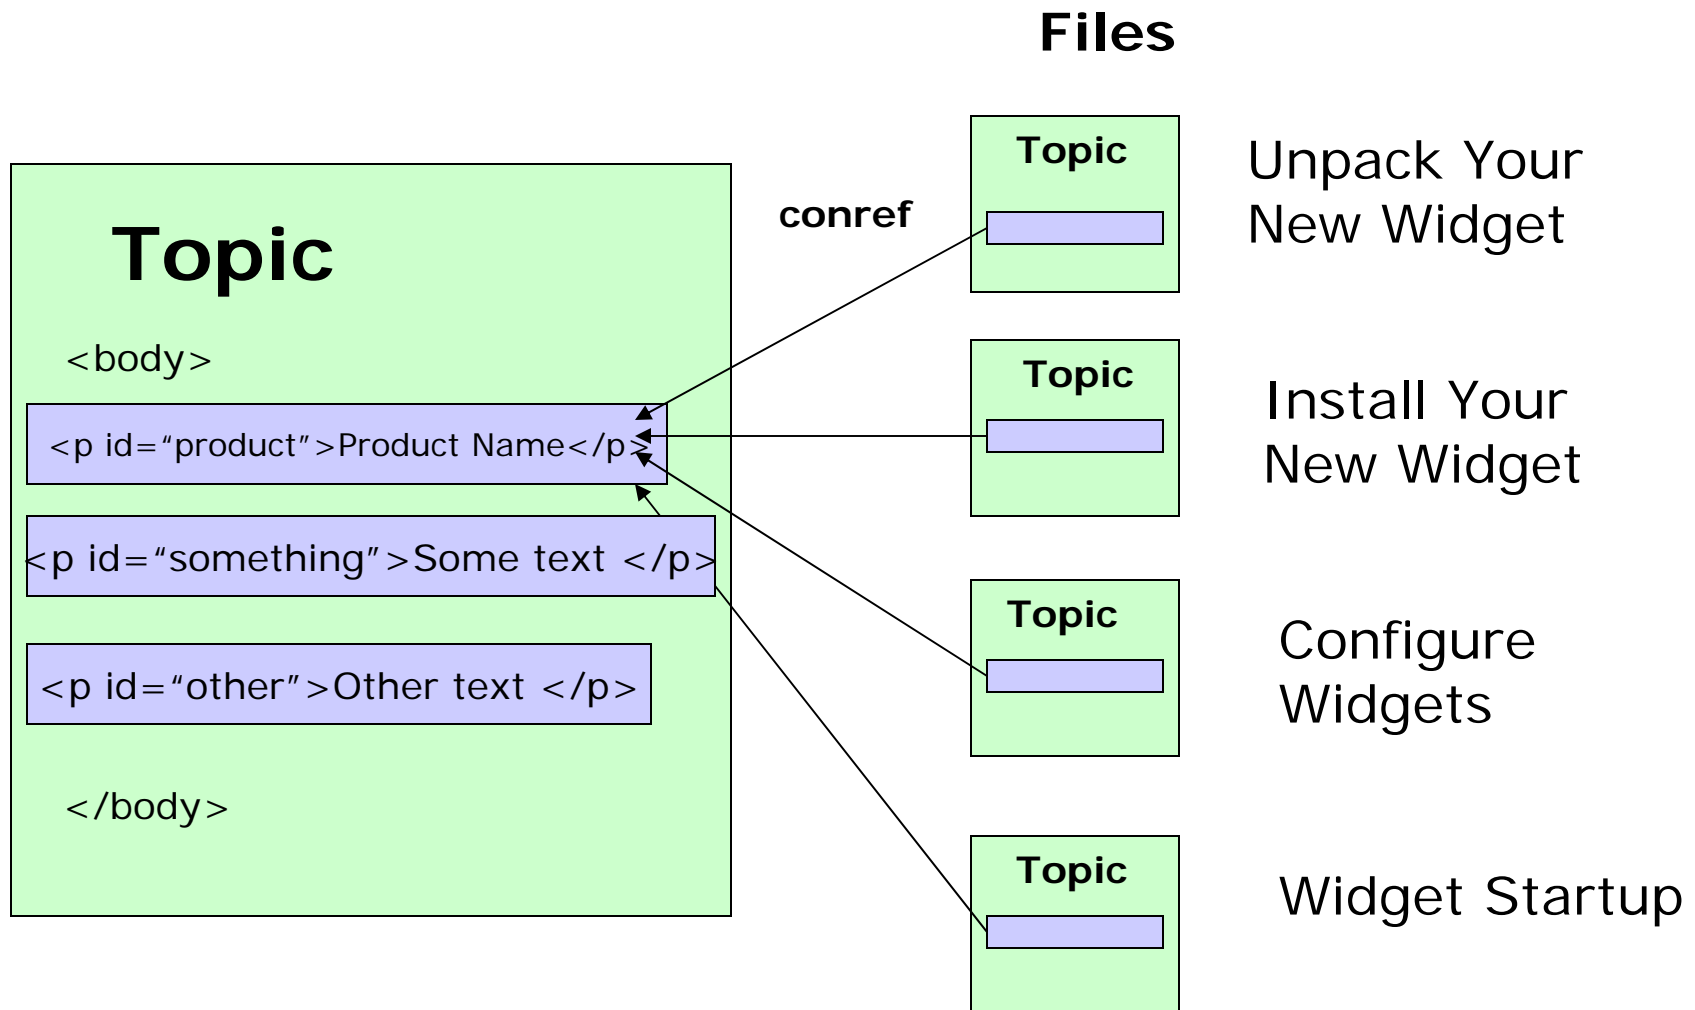 Files
Topic
<body>
<p id=“product”>Product Name</p>
<p id=“something”>Some text </p>
<p id=“other”>Other text </p>
</body>
conref
Topic
Unpack Your
New Widget
Topic
Install Your
New Widget
Topic
Configure
Widgets
Topic
Widget Startup